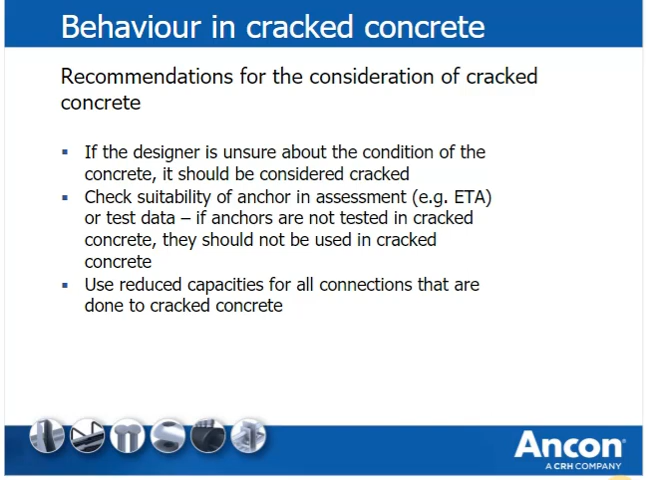 Behaviour in cracked concrete
Recommendations for the consideration of cracked
concrete
▪ If the designer is unsure about the condition of the
concrete, it should be considered cracked
▪ Check suitability of anchor in assessment (e.g. ETA)
or test data – if anchors are not tested in cracked
concrete, they should not be used in cracked
concrete
▪ Use reduced capacities for all connections that are
done to cracked concrete
Ancon®
A CRH COMPANY